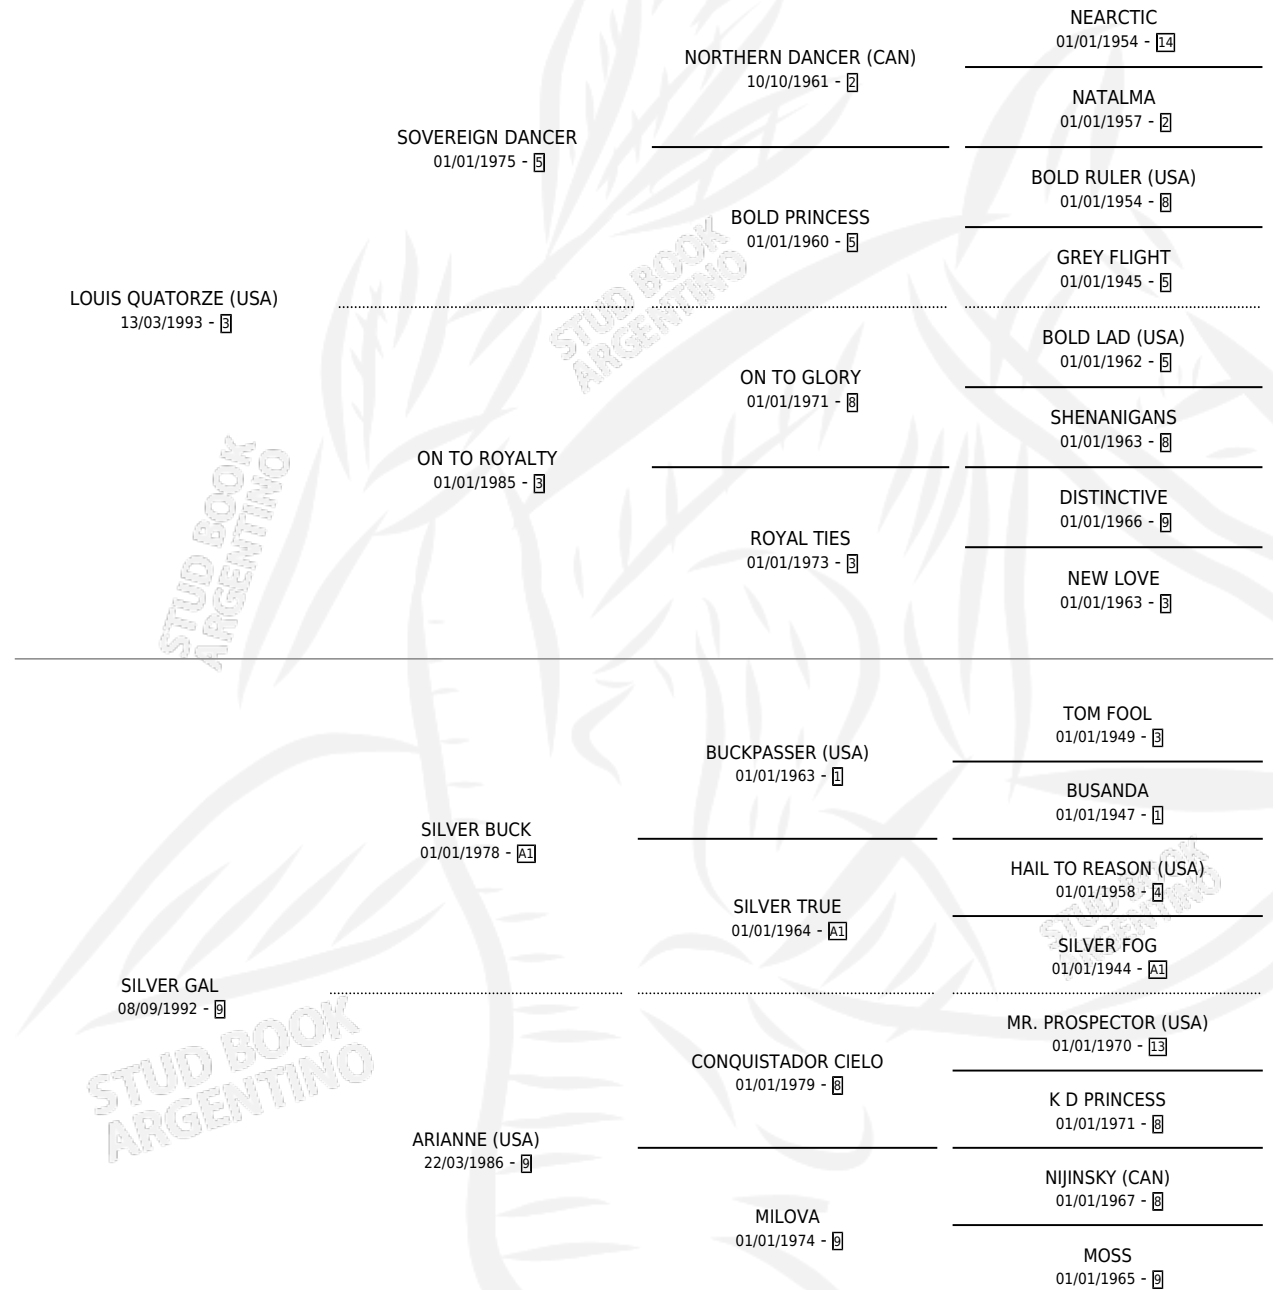 NEARCTIC
01/01/1954 - 14
NORTHERN DANCER (CAN)
10/10/1961 - 2
NATALMA
01/01/1957 - 2
SOVEREIGN DANCER
01/01/1975 - 5
BOLD RULER (USA)
01/01/1954 - 8
BOLD PRINCESS
01/01/1960 - 5
GREY FLIGHT
01/01/1945 - 5
LOUIS QUATORZE (USA)
13/03/1993 - 3
BOLD LAD (USA)
01/01/1962 - 5
ON TO GLORY
01/01/1971 - 8
SHENANIGANS
01/01/1963 - 8
ON TO ROYALTY
01/01/1985 - 3
DISTINCTIVE
01/01/1966 - 9
ROYAL TIES
01/01/1973 - 3
NEW LOVE
01/01/1963 - 3
STUD BOOK
ARGENTINO
STUD BOOK
ARGENTINO
TOM FOOL
01/01/1949 - 3
BUCKPASSER (USA)
01/01/1963 - 1
BUSANDA
01/01/1947 - 1
SILVER BUCK
01/01/1978 - A1
HAIL TO REASON (USA)
01/01/1958 - 4
SILVER TRUE
01/01/1964 - A1
SILVER FOG
01/01/1944 - A1
SILVER GAL
08/09/1992 - 9
MR. PROSPECTOR (USA)
01/01/1970 - 13
CONQUISTADOR CIELO
01/01/1979 - 8
K D PRINCESS
01/01/1971 - 8
ARIANNE (USA)
22/03/1986 - 9
NIJINSKY (CAN)
01/01/1967 - 8
MILOVA
01/01/1974 - 9
MOSS
01/01/1965 - 9
STUD BOOK
ARGENTINO
STUD BOOK
ARGENTINO